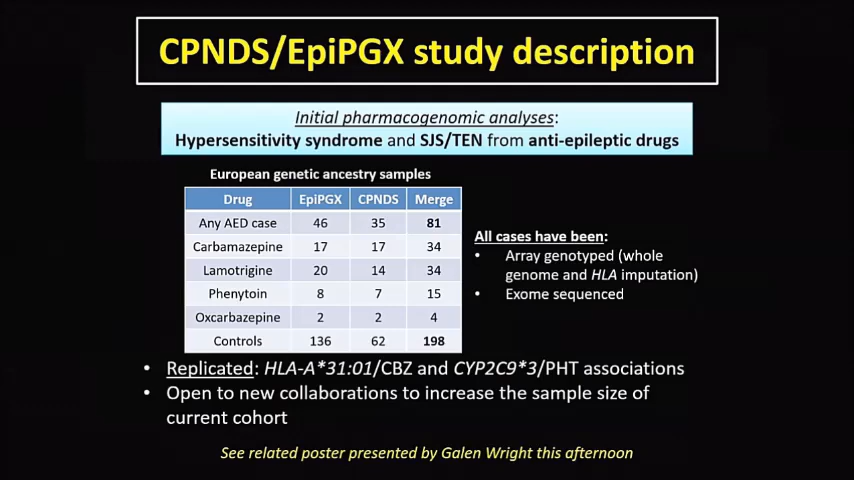 CPNDS/EpiPGX study description
Initial pharmacogenomic analyses:
Hypersensitivity syndrome and SJS/TEN from anti-epileptic drugs
European genetic ancestry samples
Drug EpiPGX CPNDS Merge
Any AED case 46 35 81
Carbamazepine 17 17 34
Lamotrigine 20 14 34
Phenytoin 8 7 15
Oxcarbazepine 2 2 4
Controls 136 62 198
All cases have been:
• Array genotyped (whole
genome and HLA imputation)
• Exome sequenced
• Replicated: HLA-A*31:01/CBZ and CYP2C9*3/PHT associations
• Open to new collaborations to increase the sample size of
current cohort
See related poster presented by Galen Wright this afternoon